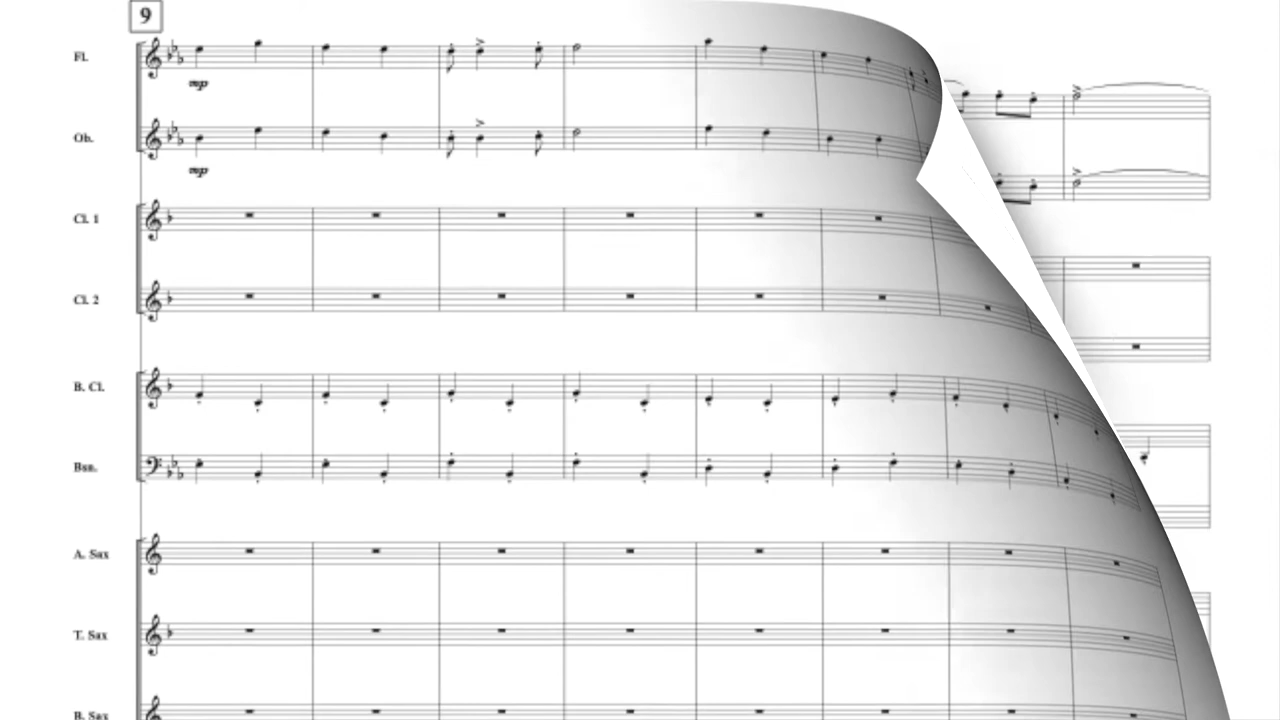 9
Fl.
mp
Ob.
mp
Cl. 1
Cl. 2
B. Cl.
Bsn.
A. Sax
T. Sax
B. Sax